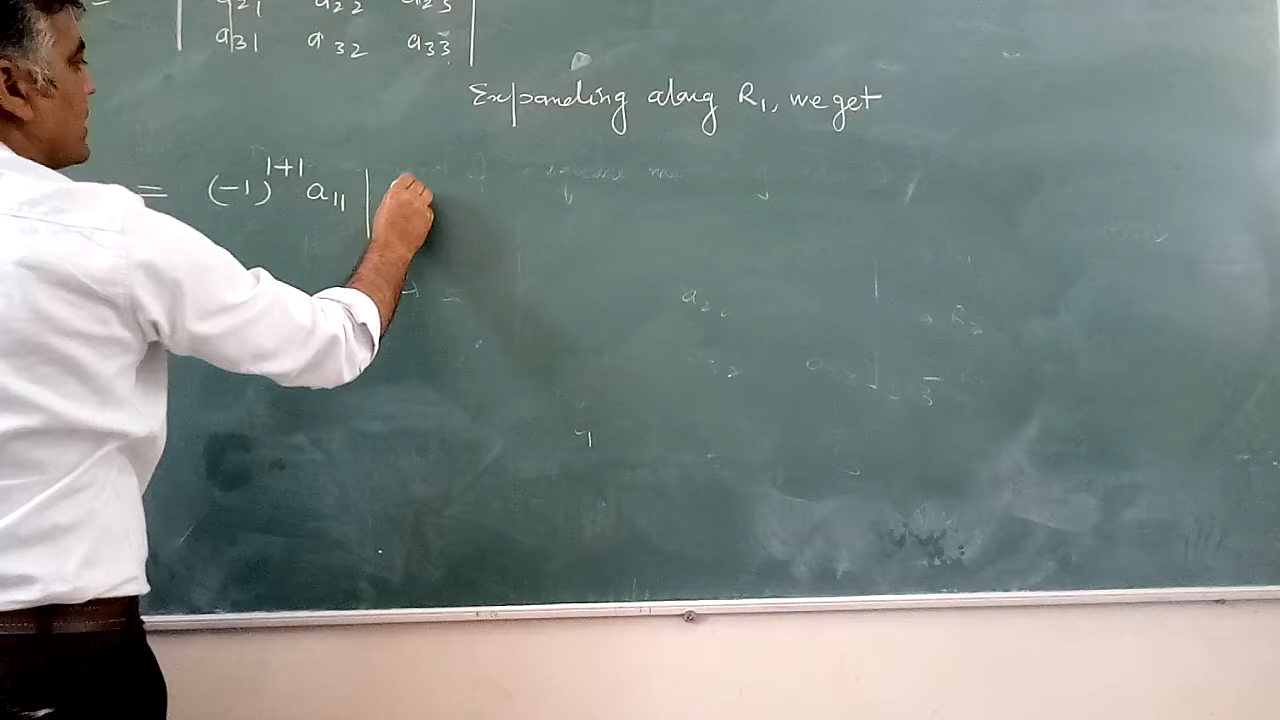 = | a21 a22 a23 |
a31 a32 a33
Expanding along R1, we get
= (-1)^1+1 a11 |